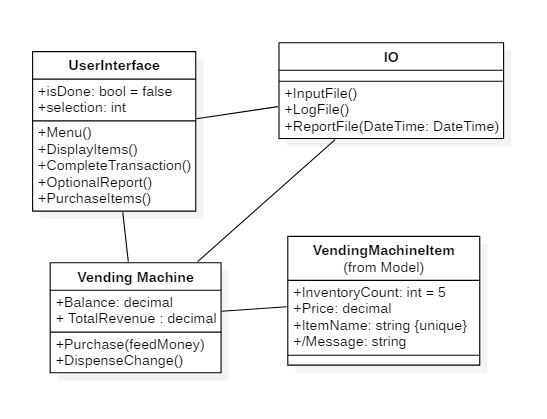 UserInterface
+isDone: bool = false
+selection: int
+Menu()
+DisplayItems()
+CompleteTransaction()
+OptionalReport()
+PurchaseItems()
IO
+InputFile()
+LogFile()
+ReportFile(DateTime: DateTime)
Vending Machine
+Balance: decimal
+ TotalRevenue : decimal
+Purchase(feedMoney)
+DispenseChange()
VendingMachineItem
(from Model)
+InventoryCount: int = 5
+Price: decimal
+ItemName: string {unique}
+/Message: string